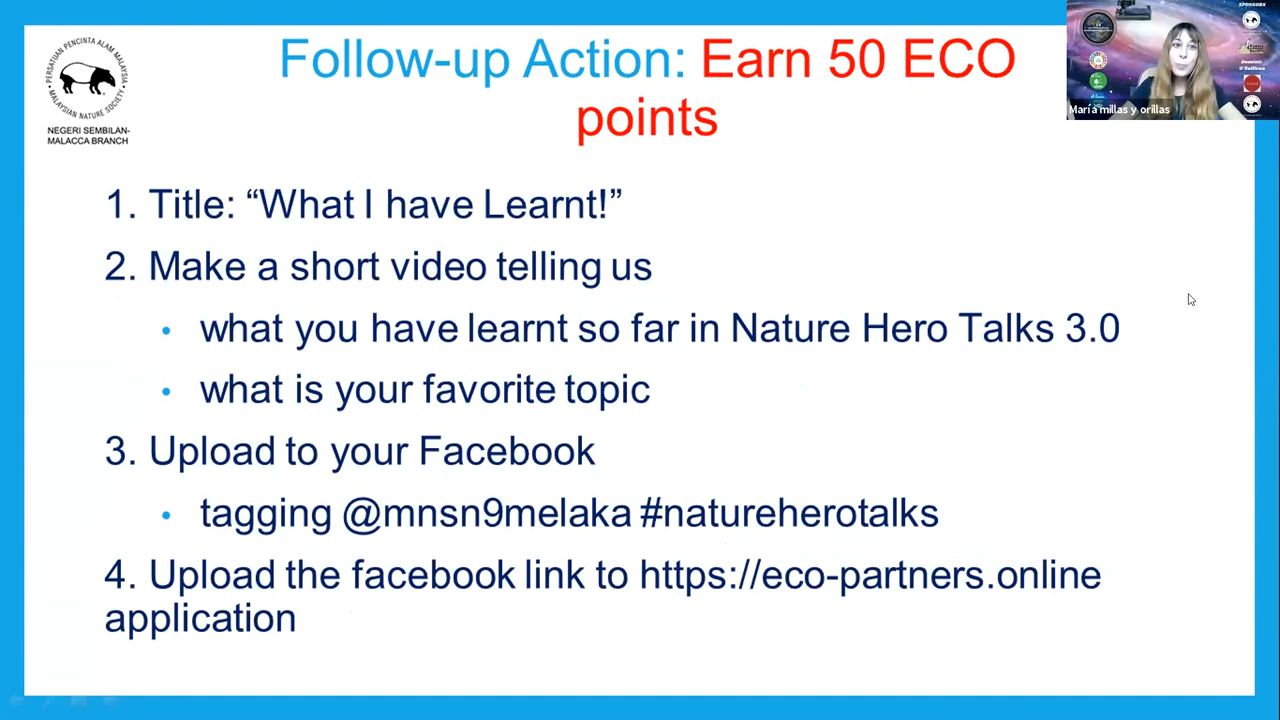 PERSATUAN PENCINTA ALAM MALAYSIA
MALAYSIAN NATURE SOCIETY
NEGERI SEMBILAN-
MALACCA BRANCH
Follow-up Action: Earn 50 ECO
points
SPONSORS
Dominic
O'Sullivan
María millas y orillas
1. Title: “What I have Learnt!”
2. Make a short video telling us
• what you have learnt so far in Nature Hero Talks 3.0
• what is your favorite topic
3. Upload to your Facebook
• tagging @mnsn9melaka #natureherotalks
4. Upload the facebook link to https://eco-partners.online
application